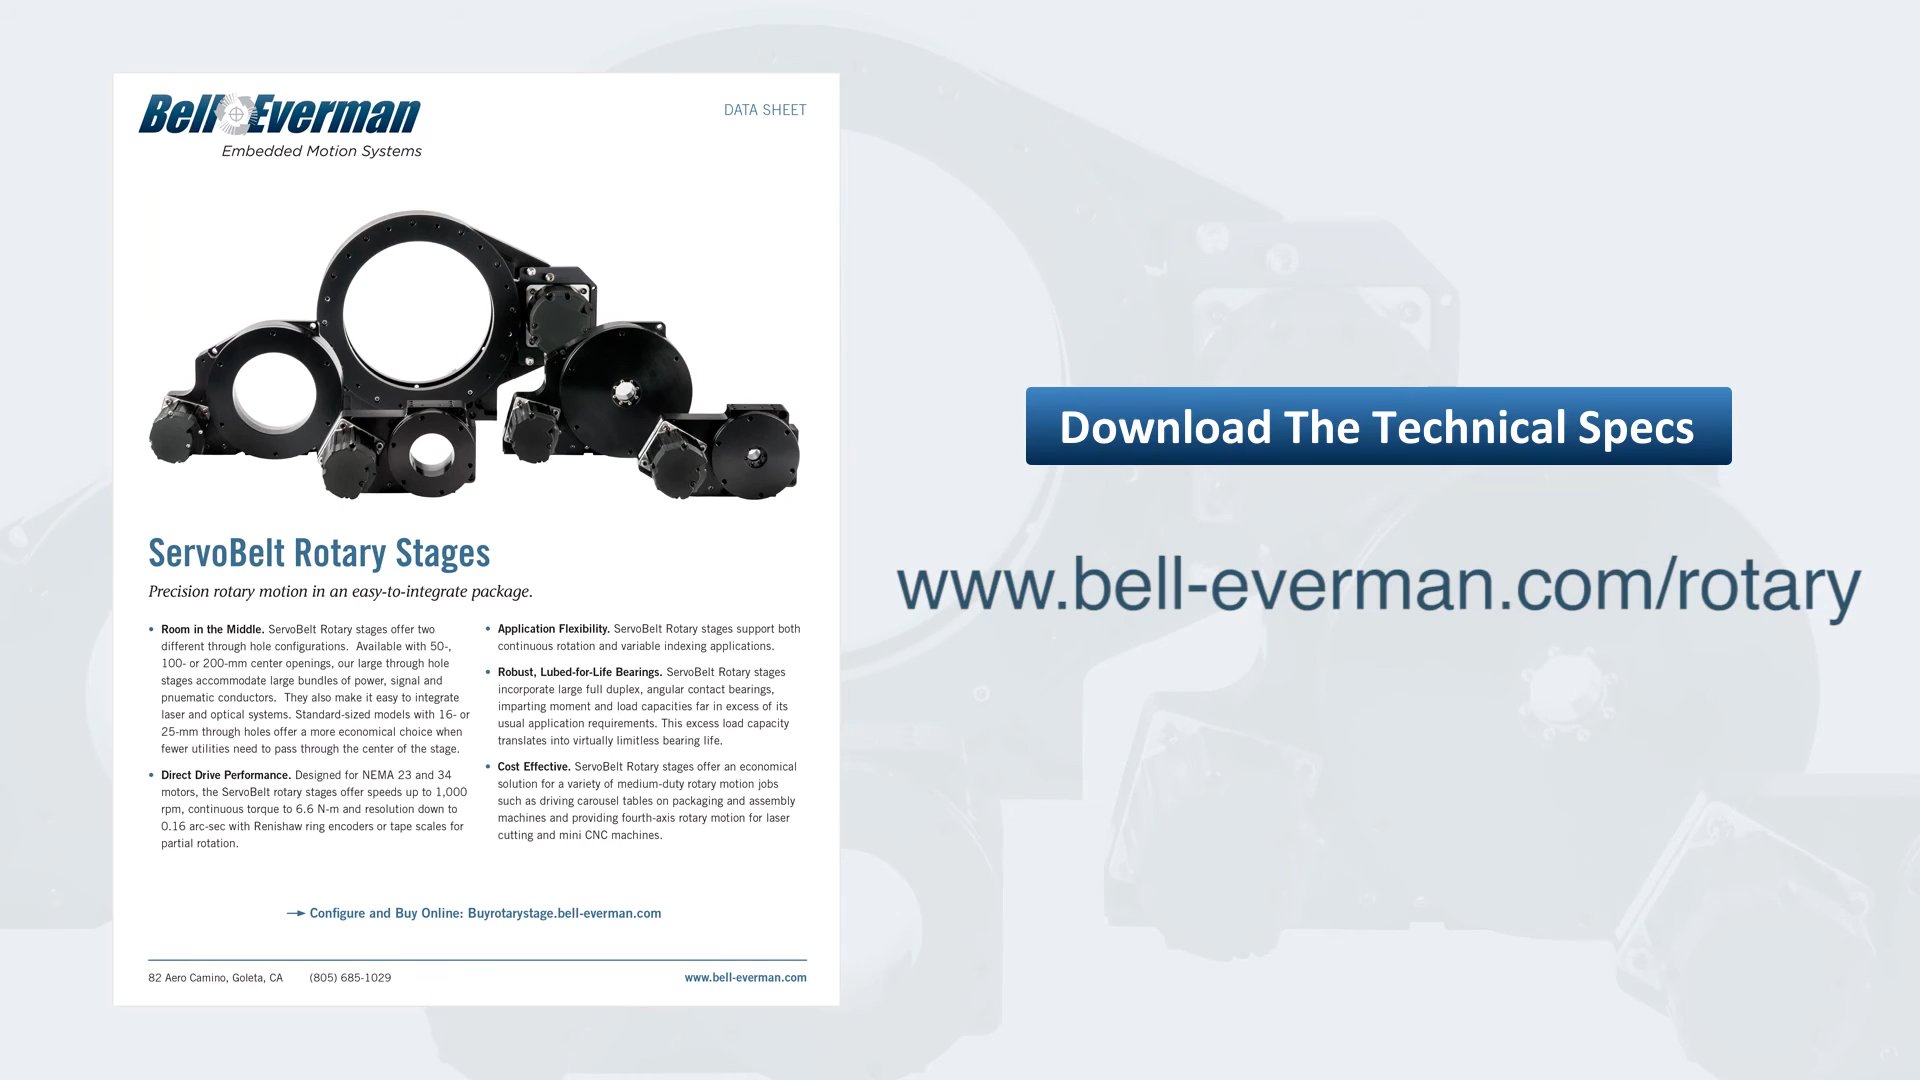 Bell Everman
Embedded Motion Systems
DATA SHEET
ServoBelt Rotary Stages
Precision rotary motion in an easy-to-integrate package.
• Room in the Middle. ServoBelt Rotary stages offer two
different through hole configurations. Available with 50-,
100- or 200-mm center openings, our large through hole
stages accommodate large bundles of power, signal and
pnuematic conductors. They also make it easy to integrate
laser and optical systems. Standard-sized models with 16- or
25-mm through holes offer a more economical choice when
fewer utilities need to pass through the center of the stage.
• Direct Drive Performance. Designed for NEMA 23 and 34
motors, the ServoBelt rotary stages offer speeds up to 1,000
rpm, continuous torque to 6.6 N-m and resolution down to
0.16 arc-sec with Renishaw ring encoders or tape scales for
partial rotation.
• Application Flexibility. ServoBelt Rotary stages support both
continuous rotation and variable indexing applications.
• Robust, Lubed-for-Life Bearings. ServoBelt Rotary stages
incorporate large full duplex, angular contact bearings,
imparting moment and load capacities far in excess of its
usual application requirements. This excess load capacity
translates into virtually limitless bearing life.
• Cost Effective. ServoBelt Rotary stages offer an economical
solution for a variety of medium-duty rotary motion jobs
such as driving carousel tables on packaging and assembly
machines and providing fourth-axis rotary motion for laser
cutting and mini CNC machines.
Configure and Buy Online: Buyrotarystage.bell-everman.com
82 Aero Camino, Goleta, CA (805) 685-1029 www.bell-everman.com
Download The Technical Specs
www.bell-everman.com/rotary